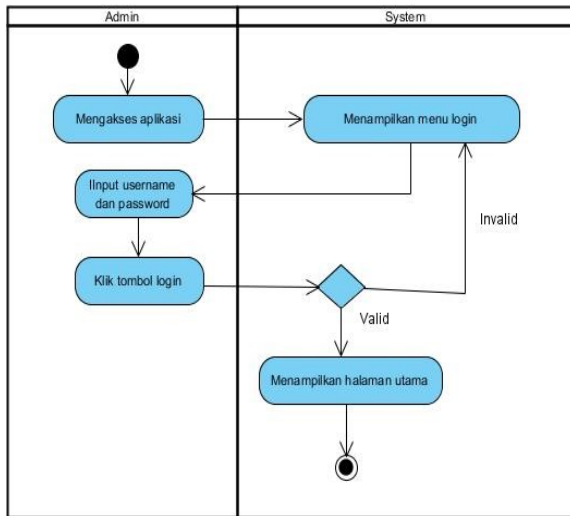 Admin
System
Mengakses aplikasi
Menampilkan menu login
IInput username
dan password
Invalid
Klik tombol login
Valid
Menampilkan halaman utama